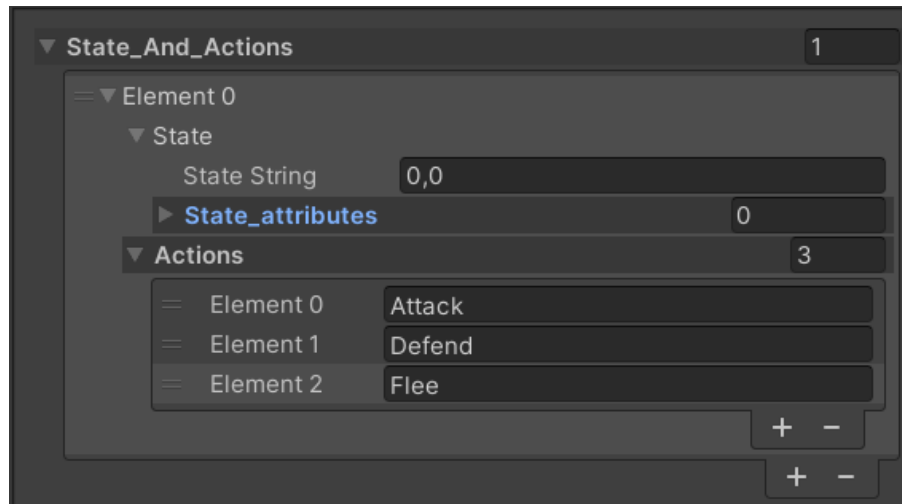 State_And_Actions 1
Element 0
State
State String 0,0
State_attributes 0
Actions 3
Element 0 Attack
Element 1 Defend
Element 2 Flee
+ −
+ −